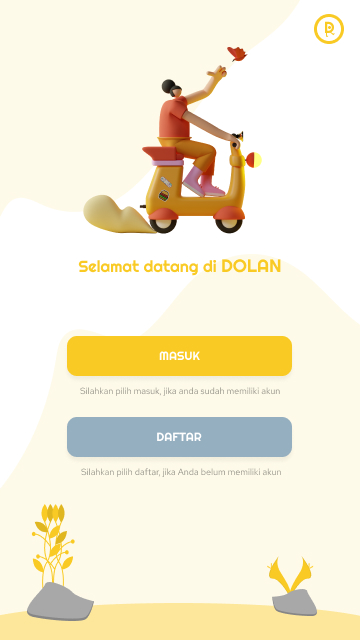 Selamat datang di DOLAN
MASUK
Silahkan pilih masuk, jika anda sudah memiliki akun
DAFTAR
Silahkan pilih daftar, jika Anda belum memiliki akun